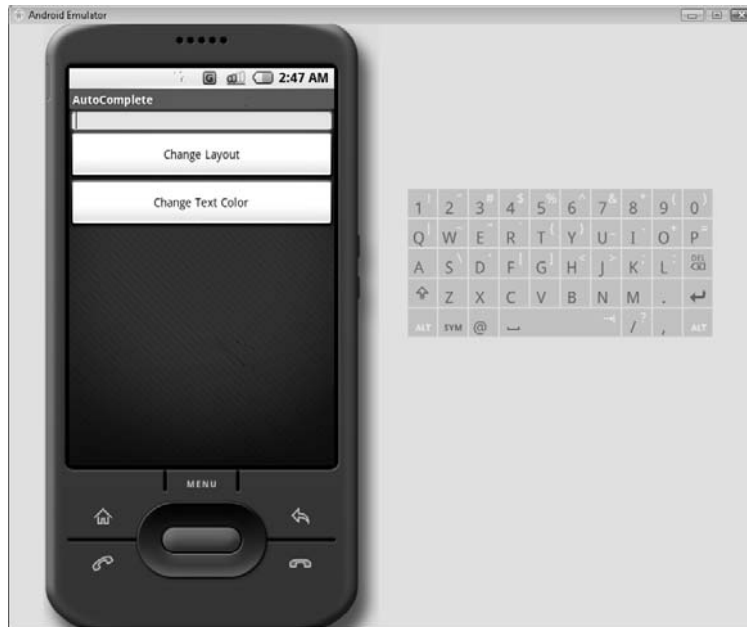 Android Emulator
2:47 AM
AutoComplete
Change Layout
Change Text Color
MENU
1 ! 2 3 # 4 $ 5 % 6 ^ 7 & 8 * 9 ( 0 )
Q | W ~ E R T { Y } U I O + P =
A S \ D F [ G ] H < J > K ; L : DEL
Z X C V B N M .
ALT SYM @ / ? , ALT